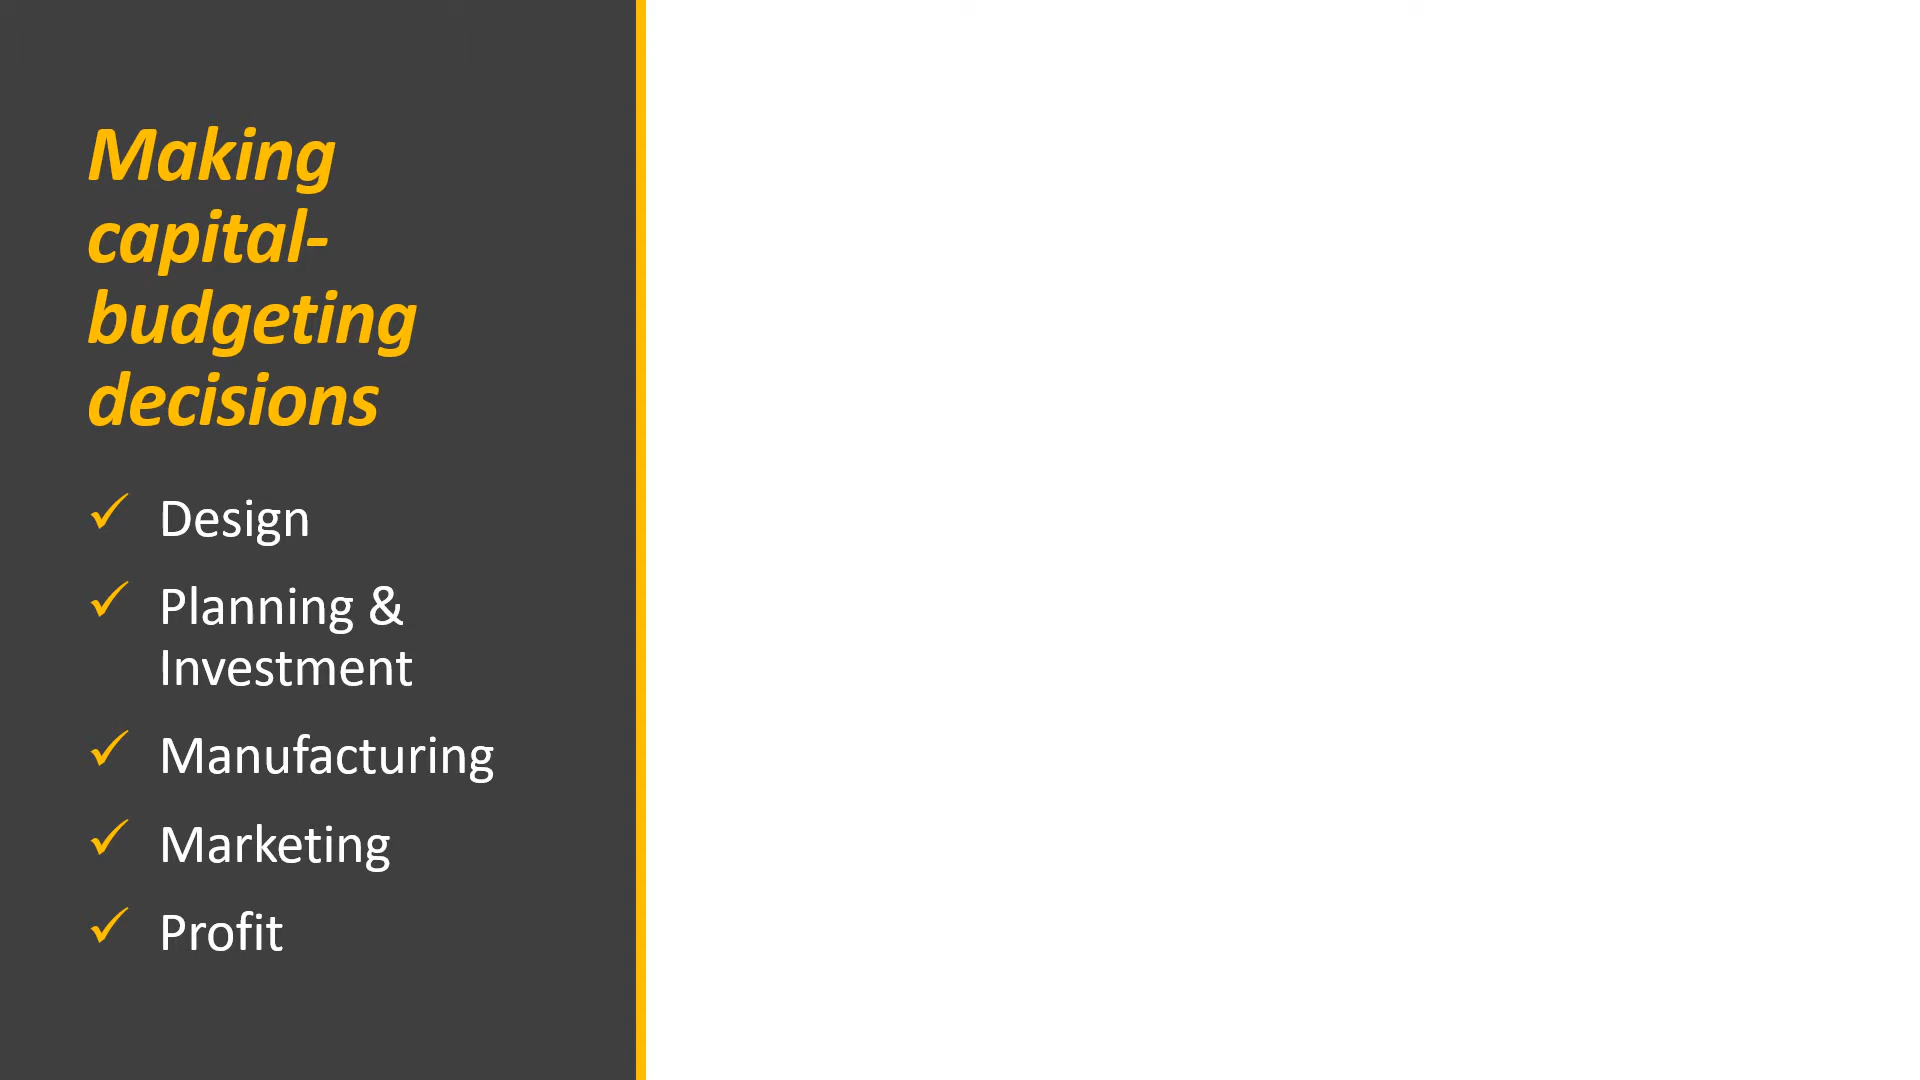 Making
capital-
budgeting
decisions
✓ Design
✓ Planning &
Investment
✓ Manufacturing
✓ Marketing
✓ Profit